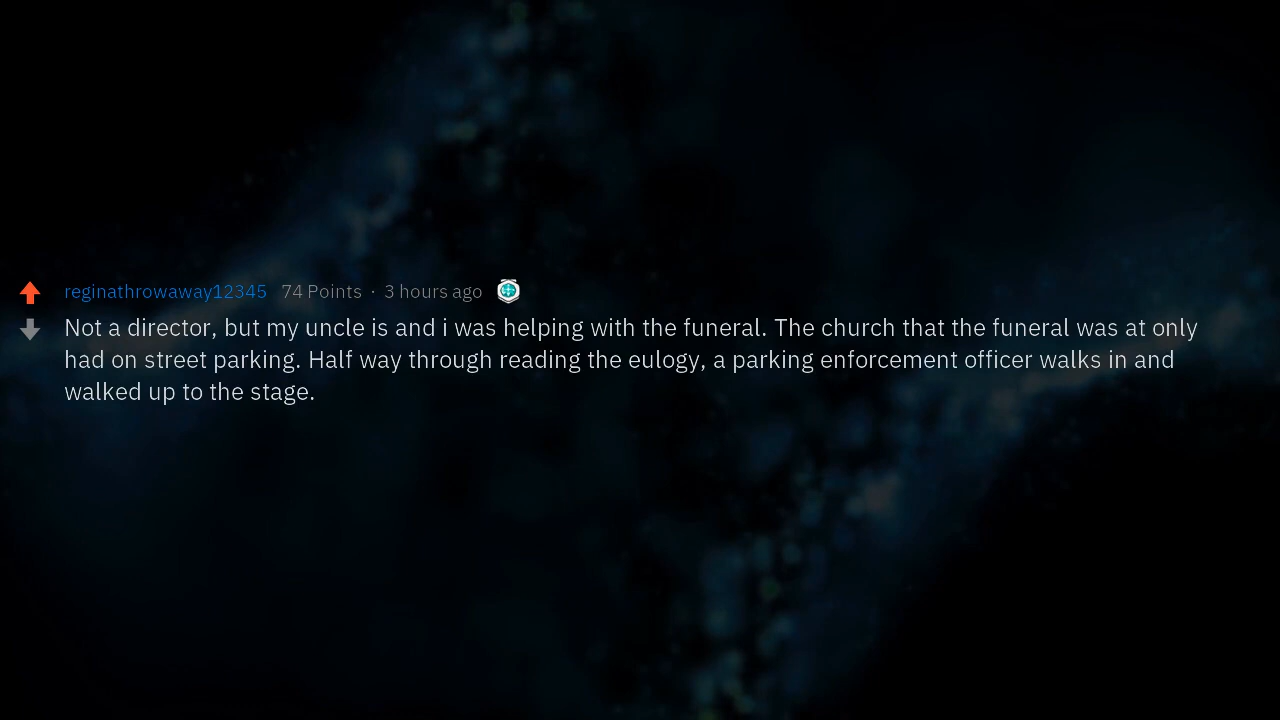 reginathrowaway12345 74 Points · 3 hours ago
Not a director, but my uncle is and i was helping with the funeral. The church that the funeral was at only
had on street parking. Half way through reading the eulogy, a parking enforcement officer walks in and
walked up to the stage.